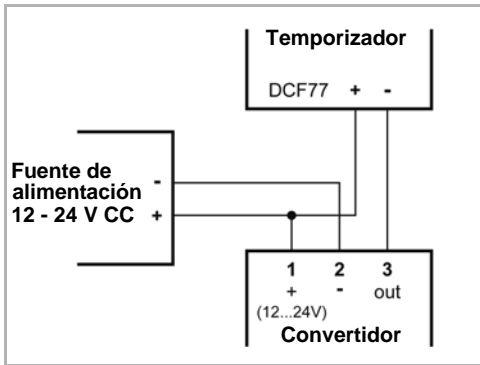 Temporizador
DCF77 + -
Fuente de
alimentación
12 - 24 V CC
-
+
1 2 3
+ - out
(12...24V)
Convertidor